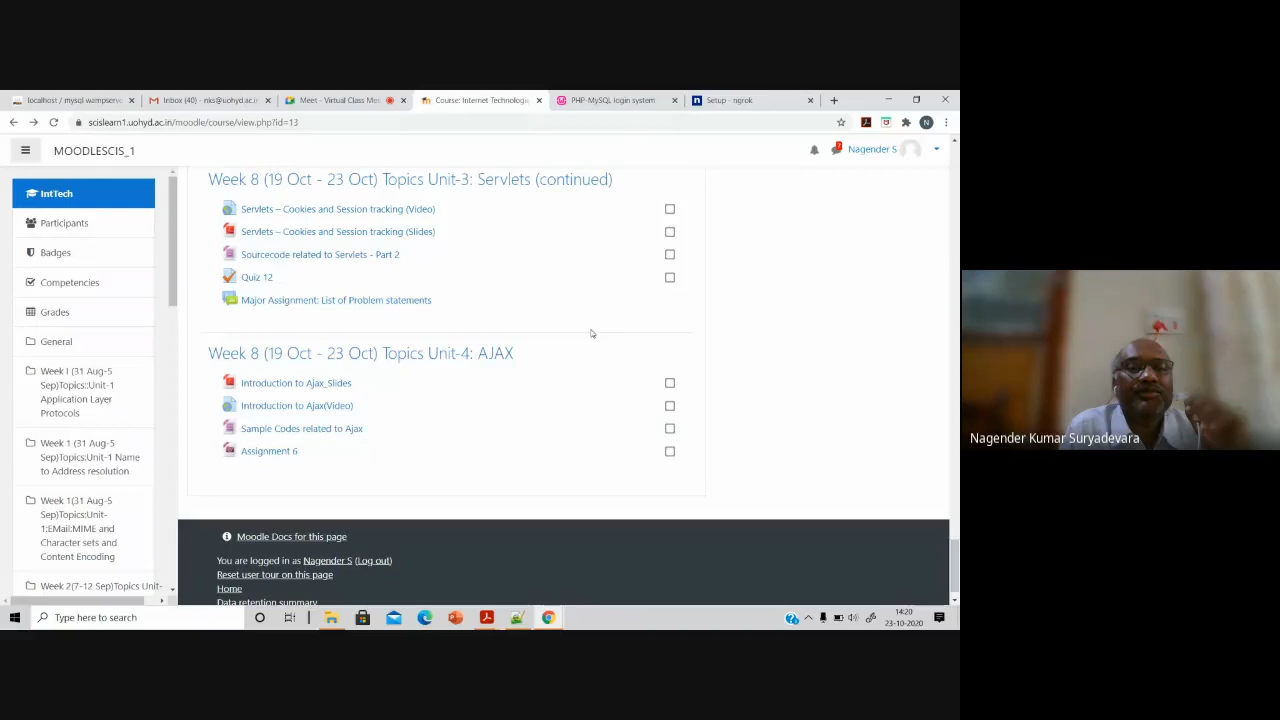 localhost / mysql wampserve
Inbox (40) - nks@uohyd.ac.in
Meet - Virtual Class Mee
Course: Internet Technologie
PHP-MySQL login system
Setup - ngrok
scislearn1.uohyd.ac.in/moodle/course/view.php?id=13
N
MOODLESCIS_1
7
Nagender S
IntTech
Participants
Badges
Competencies
Grades
General
Week I (31 Aug-5
Sep)Topics::Unit-1
Application Layer
Protocols
Week 1 (31 Aug-5
Sep)Topics:Unit-1 Name
to Address resolution
Week 1(31 Aug-5
Sep)Topics:Unit-
1:EMail:MIME and
Character sets and
Content Encoding
Week 2(7-12 Sep)Topics Unit-
Week 8 (19 Oct - 23 Oct) Topics Unit-3: Servlets (continued)
Servlets – Cookies and Session tracking (Video)
Servlets – Cookies and Session tracking (Slides)
Sourcecode related to Servlets - Part 2
Quiz 12
Major Assignment: List of Problem statements
Week 8 (19 Oct - 23 Oct) Topics Unit-4: AJAX
Introduction to Ajax_Slides
Introduction to Ajax(Video)
Sample Codes related to Ajax
Assignment 6
Moodle Docs for this page
You are logged in as Nagender S (Log out)
Reset user tour on this page
Home
Data retention summary
Type here to search
14:20
23-10-2020
Nagender Kumar Suryadevara